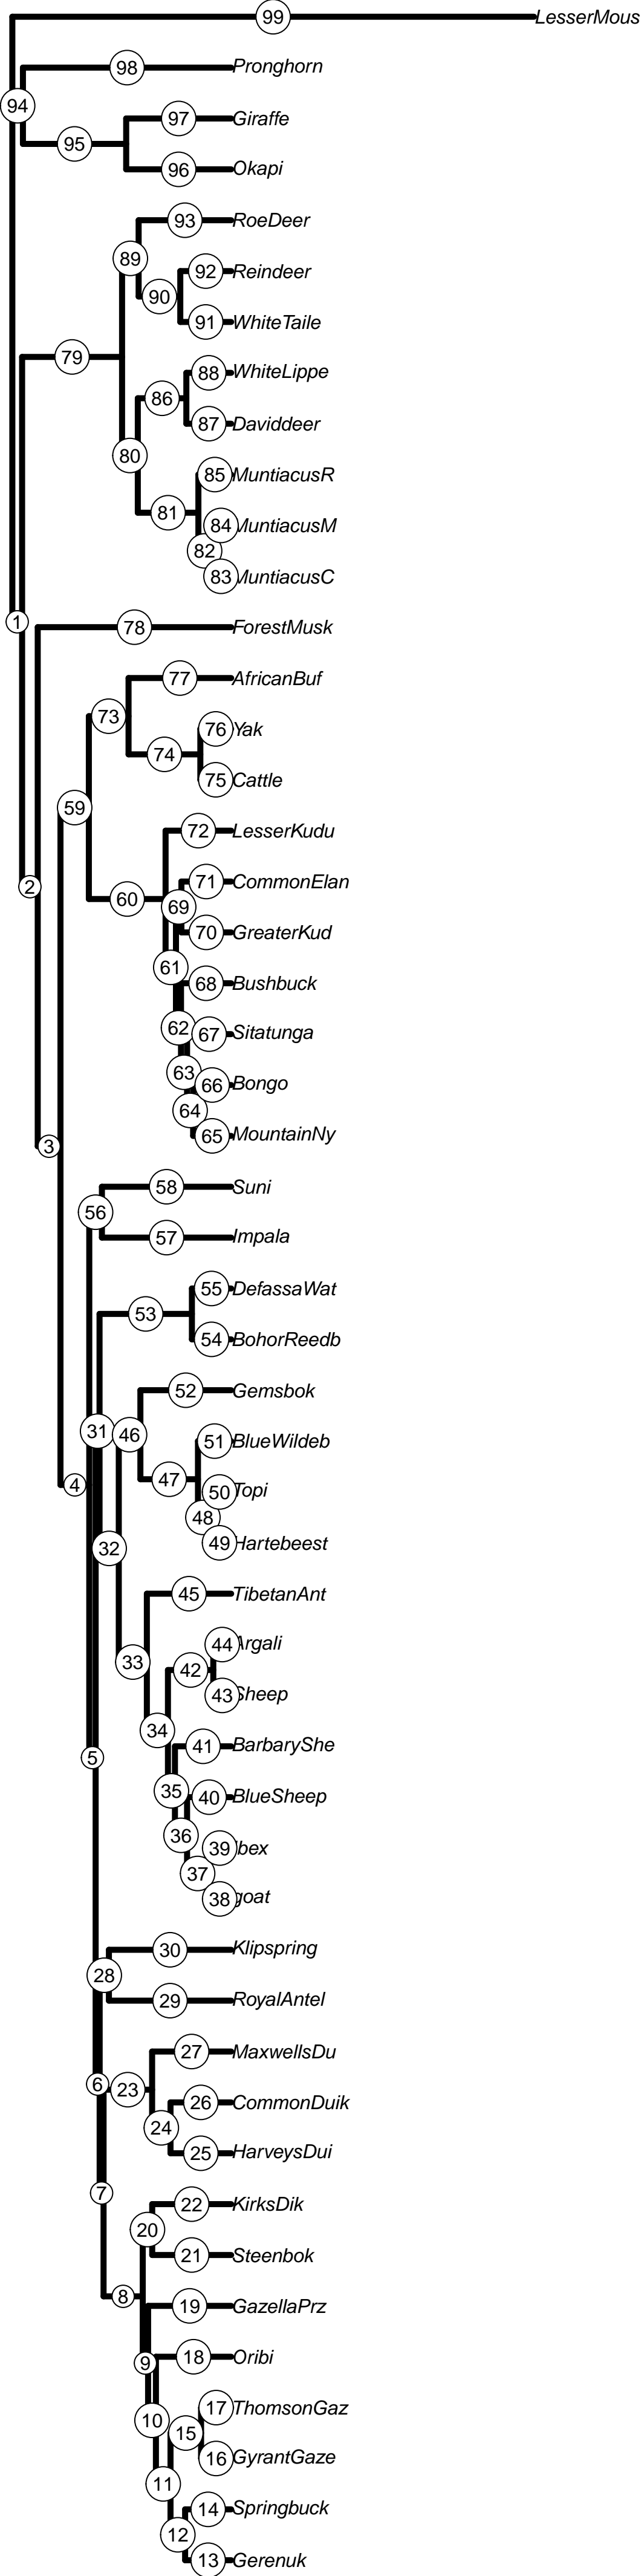 99 LesserMous
98 Pronghorn
94
97 Giraffe
95
96 Okapi
93 RoeDeer
89
92 Reindeer
90
91 WhiteTaile
79
88 WhiteLippe
86
87 Daviddeer
80
85 MuntiacusR
81
84 MuntiacusM
82
83 MuntiacusC
1
78 ForestMusk
77 AfricanBuf
73
76 Yak
74
75 Cattle
59
72 LesserKudu
71 CommonElan
2
60
69
70 GreaterKud
61
68 Bushbuck
62
67 Sitatunga
63
66 Bongo
64
65 MountainNy
3
58 Suni
56
57 Impala
55 DefassaWat
53
54 BohorReedb
52 Gemsbok
31
46
51 BlueWildeb
47
4
50 Topi
48
49 Hartebeest
32
45 TibetanAnt
44 Argali
33
42
43 Sheep
34
41 BarbaryShe
5
35
40 BlueSheep
36
39 Ibex
37
38 goat
30 Klipspring
28
29 RoyalAntel
27 MaxwellsDu
6
23
26 CommonDuik
24
25 HarveysDui
7
22 KirksDik
20
21 Steenbok
8
19 GazellaPrz
18 Oribi
9
17 ThomsonGaz
10
15
16 GyrantGaze
11
14 Springbuck
12
13 Gerenuk